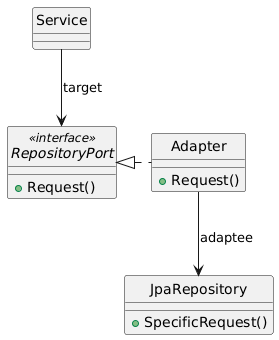 Service
target
«interface»
RepositoryPort
Request()
Adapter
Request()
adaptee
JpaRepository
SpecificRequest()